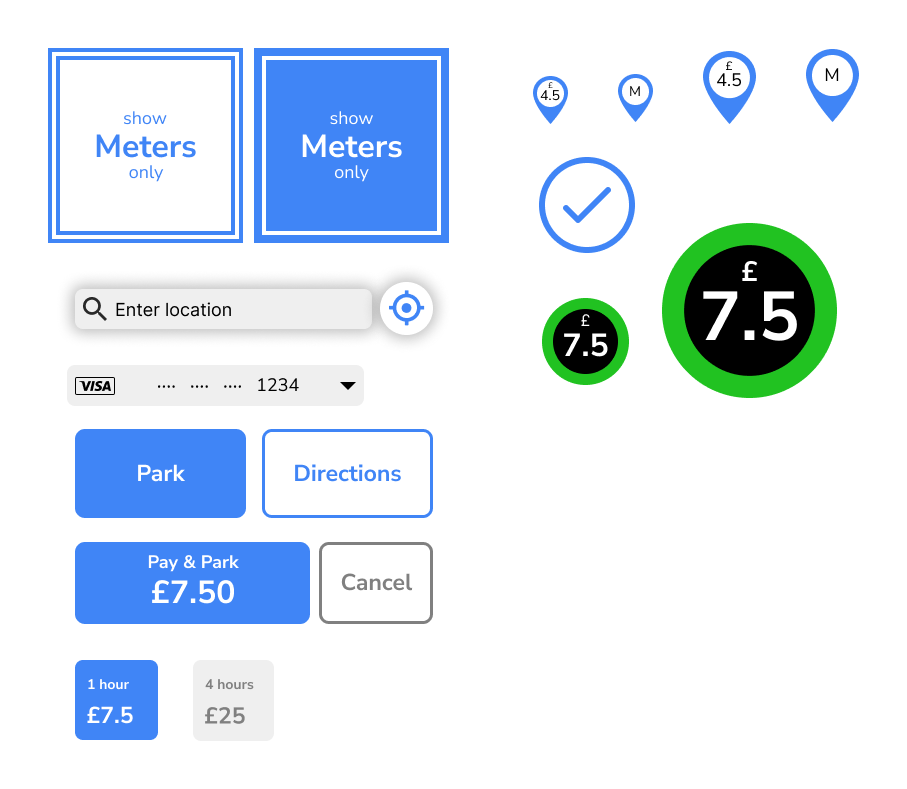 show
Meters
only
show
Meters
only
£
4.5
M
£
4.5
M
Enter location
£
7.5
£
7.5
VISA .... .... .... 1234
Park
Directions
Pay & Park
£7.50
Cancel
1 hour
£7.5
4 hours
£25